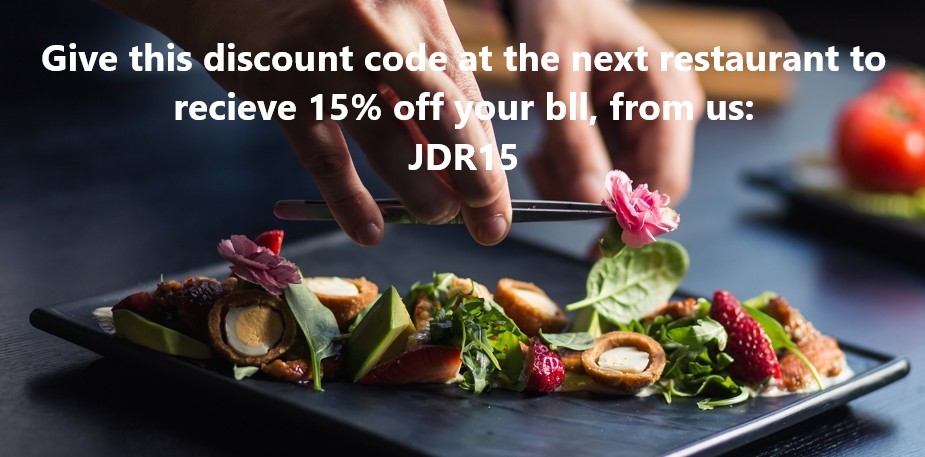 Give this discount code at the next restaurant to
recieve 15% off your bll, from us:
JDR15